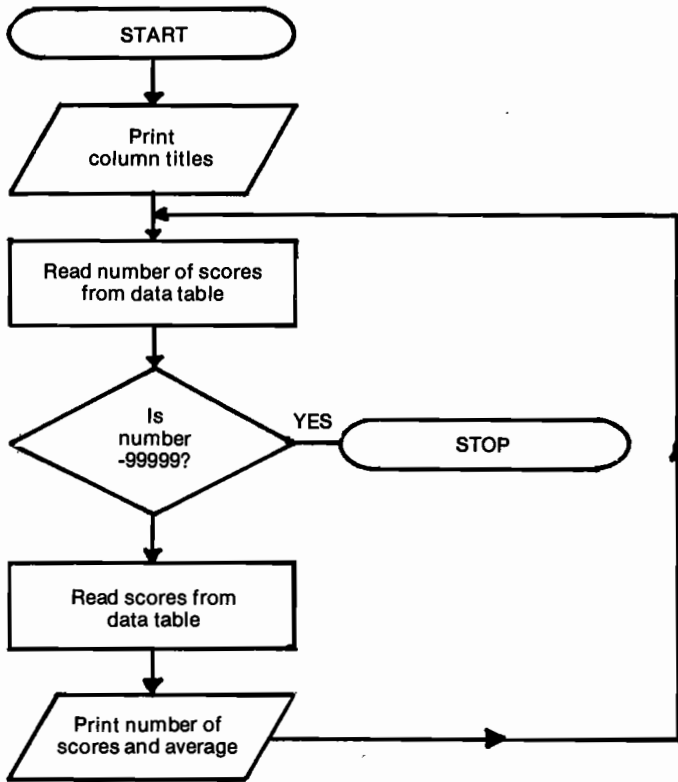 START
Print
column titles
Read number of scores
from data table
Is
number
-99999?
YES
STOP
Read scores from
data table
Print number of
scores and average